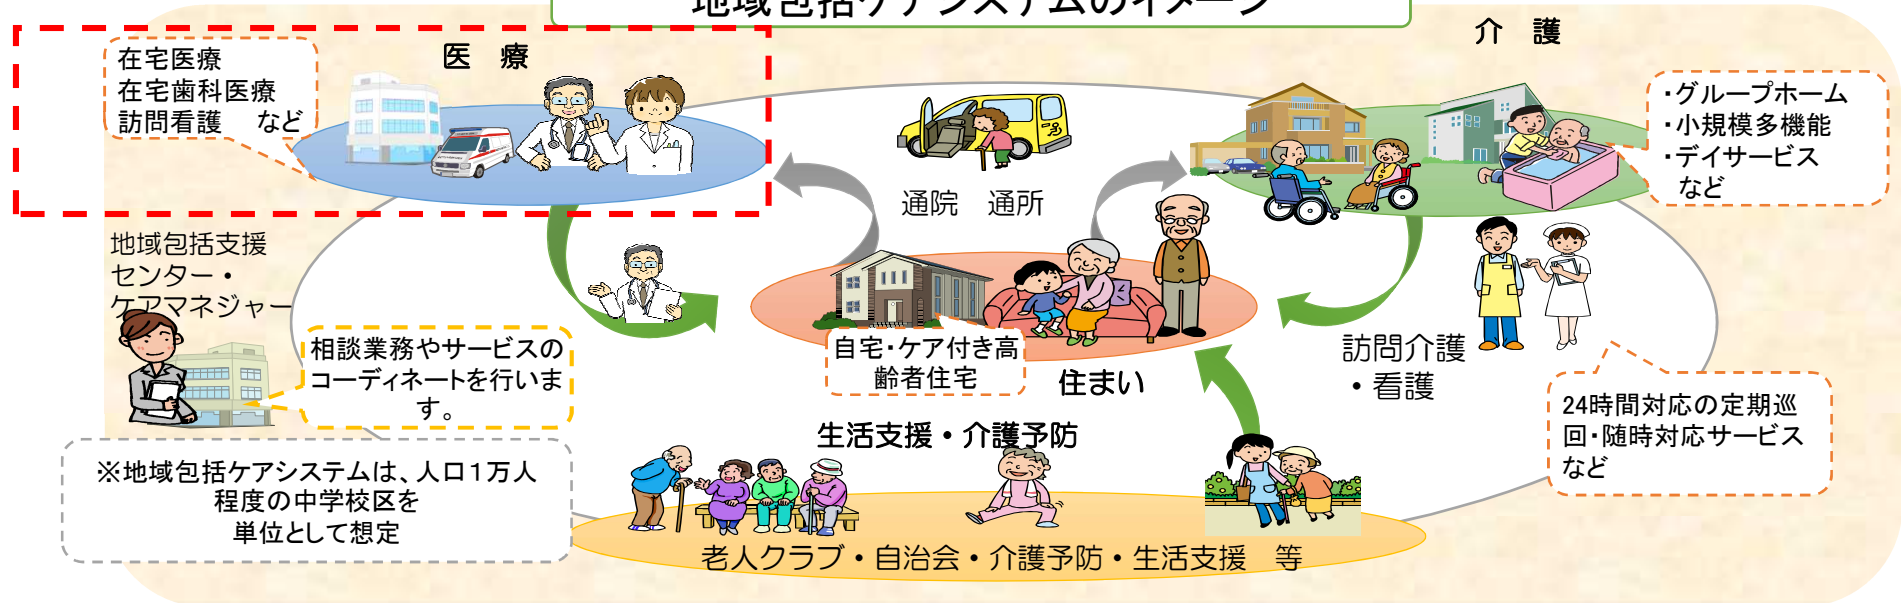 地域包括ケアシステムのイメージ
医　療
介　護
在宅医療
在宅歯科医療
訪問看護　など
・グループホーム
・小規模多機能
・デイサービス
など
通院　通所
地域包括支援
センター・
ケアマネジャー
相談業務やサービスの
コーディネートを行いま
す。
自宅・ケア付き高
齢者住宅
住まい
訪問介護
・看護
24時間対応の定期巡
回・随時対応サービス
など
生活支援・介護予防
※地域包括ケアシステムは、人口１万人
程度の中学校区を
単位として想定
老人クラブ・自治会・介護予防・生活支援　等